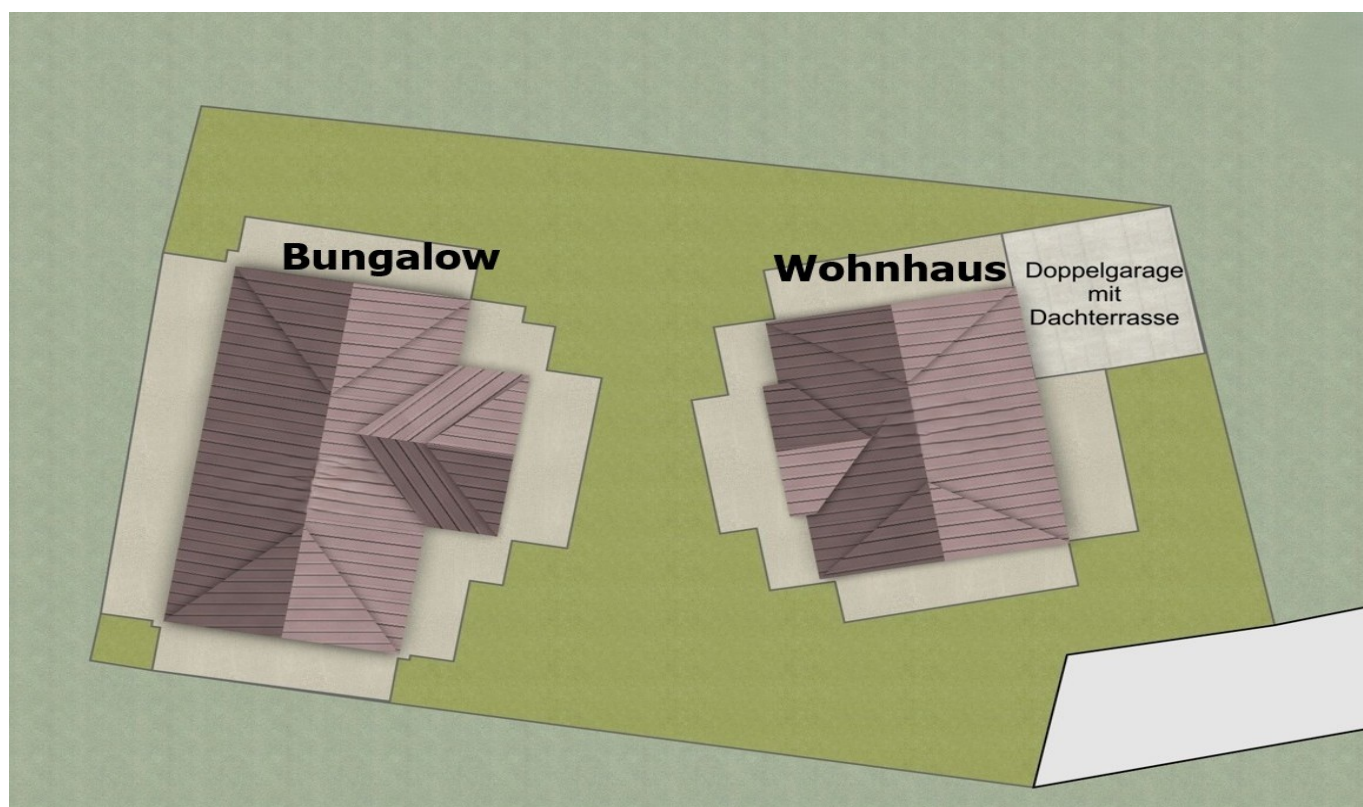 Bungalow
Wohnhaus
Doppelgarage
mit
Dachterrasse